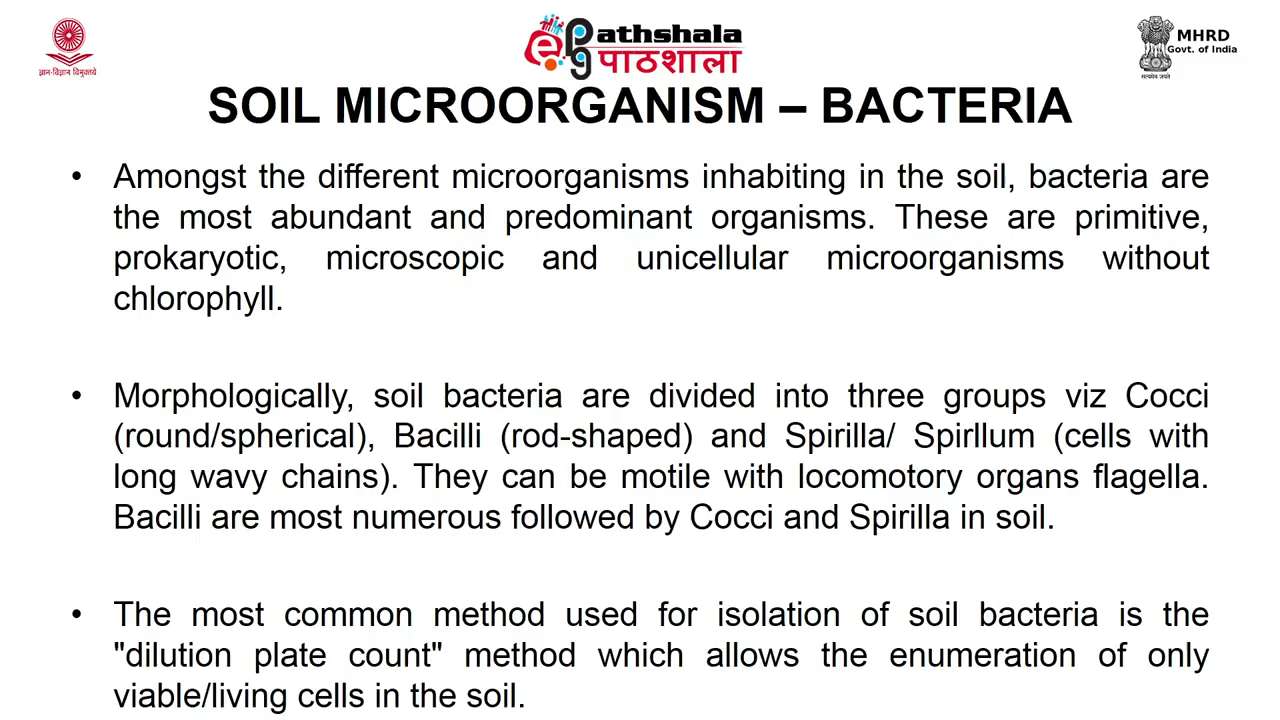 ज्ञान-विज्ञान विमुक्तये
ePathshala
पाठशाला
MHRD
Govt. of India
सत्यमेव जयते
SOIL MICROORGANISM – BACTERIA
• Amongst the different microorganisms inhabiting in the soil, bacteria are
the most abundant and predominant organisms. These are primitive,
prokaryotic, microscopic and unicellular microorganisms without
chlorophyll.
• Morphologically, soil bacteria are divided into three groups viz Cocci
(round/spherical), Bacilli (rod-shaped) and Spirilla/ Spirllum (cells with
long wavy chains). They can be motile with locomotory organs flagella.
Bacilli are most numerous followed by Cocci and Spirilla in soil.
• The most common method used for isolation of soil bacteria is the
"dilution plate count" method which allows the enumeration of only
viable/living cells in the soil.